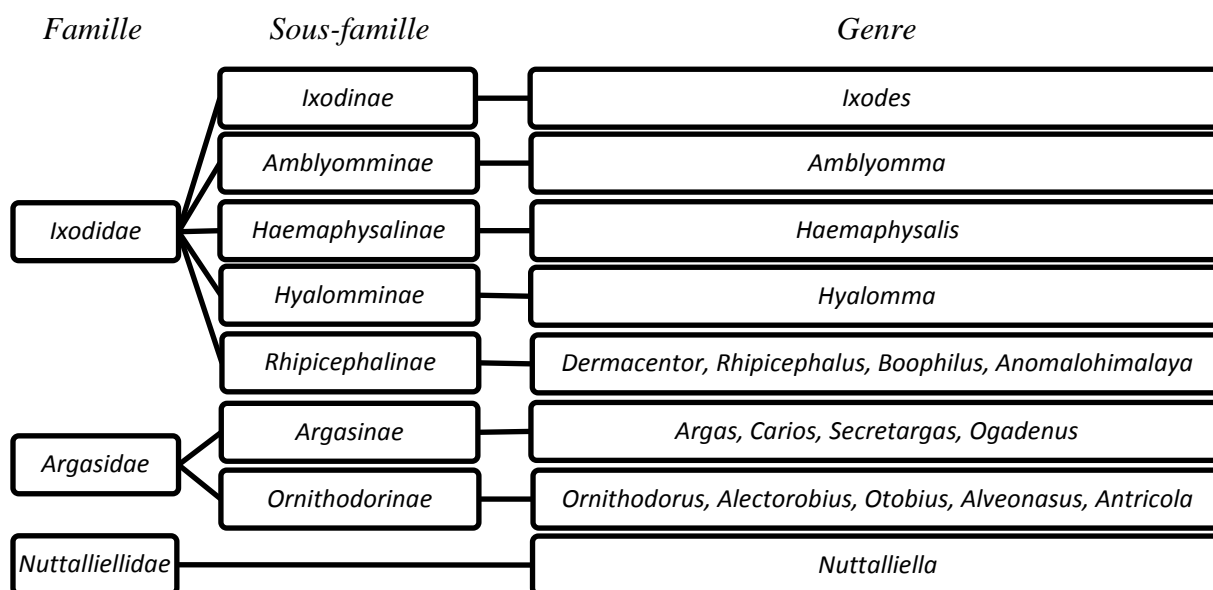 Famille Sous-famille Genre
Ixodinae Ixodes
Amblyomminae Amblyomma
Ixodidae Haemaphysalinae Haemaphysalis
Hyalomminae Hyalomma
Rhipicephalinae Dermacentor, Rhipicephalus, Boophilus, Anomalohimalaya
Argasidae Argasinae Argas, Carios, Secretargas, Ogadenus
Ornithodorinae Ornithodorus, Alectorobius, Otobius, Alveonasus, Antricola
Nuttalliellidae Nuttalliella